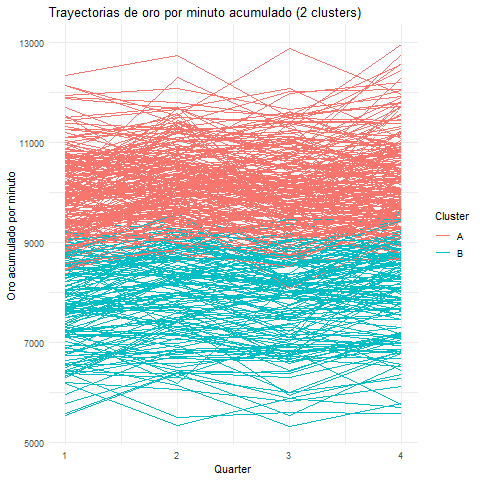 Trayectorias de oro por minuto acumulado (2 clusters)
Oro acumulado por minuto
13000
11000
9000
7000
5000
1 2 3 4
Quarter
Cluster
A
B